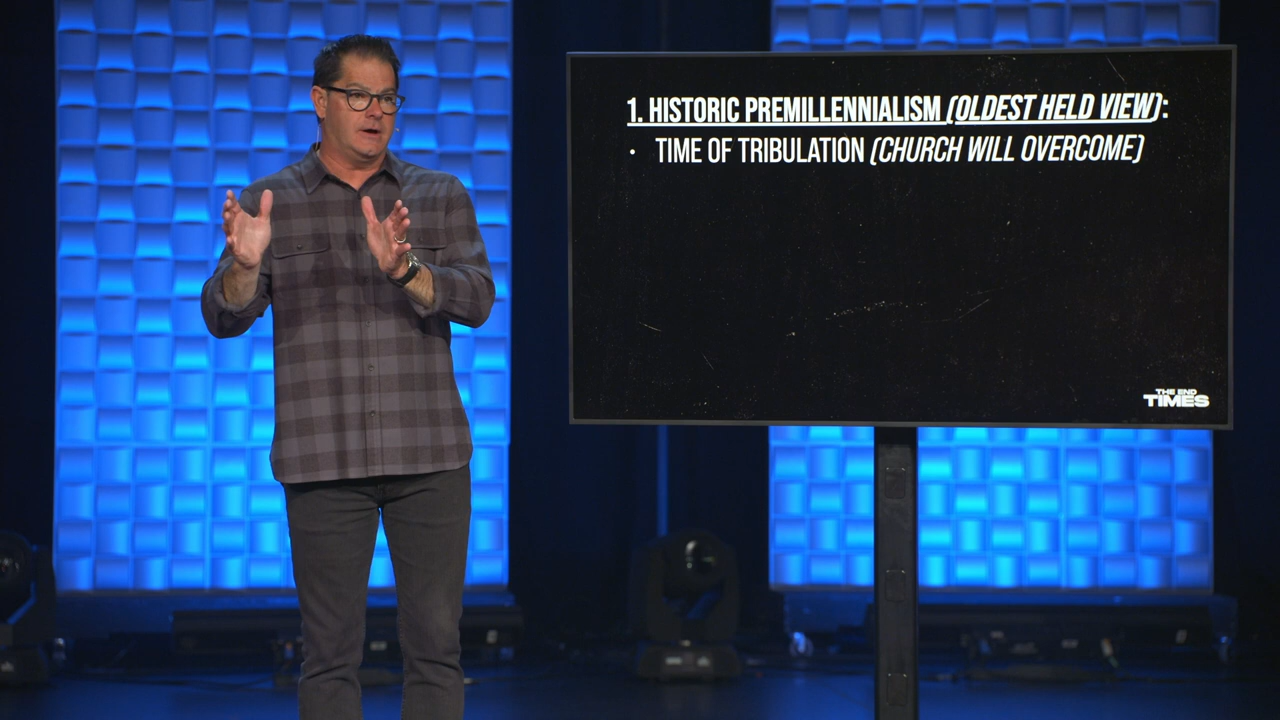 1. HISTORIC PREMILLENNIALISM (OLDEST HELD VIEW):
• TIME OF TRIBULATION (CHURCH WILL OVERCOME)
THE END
TIMES